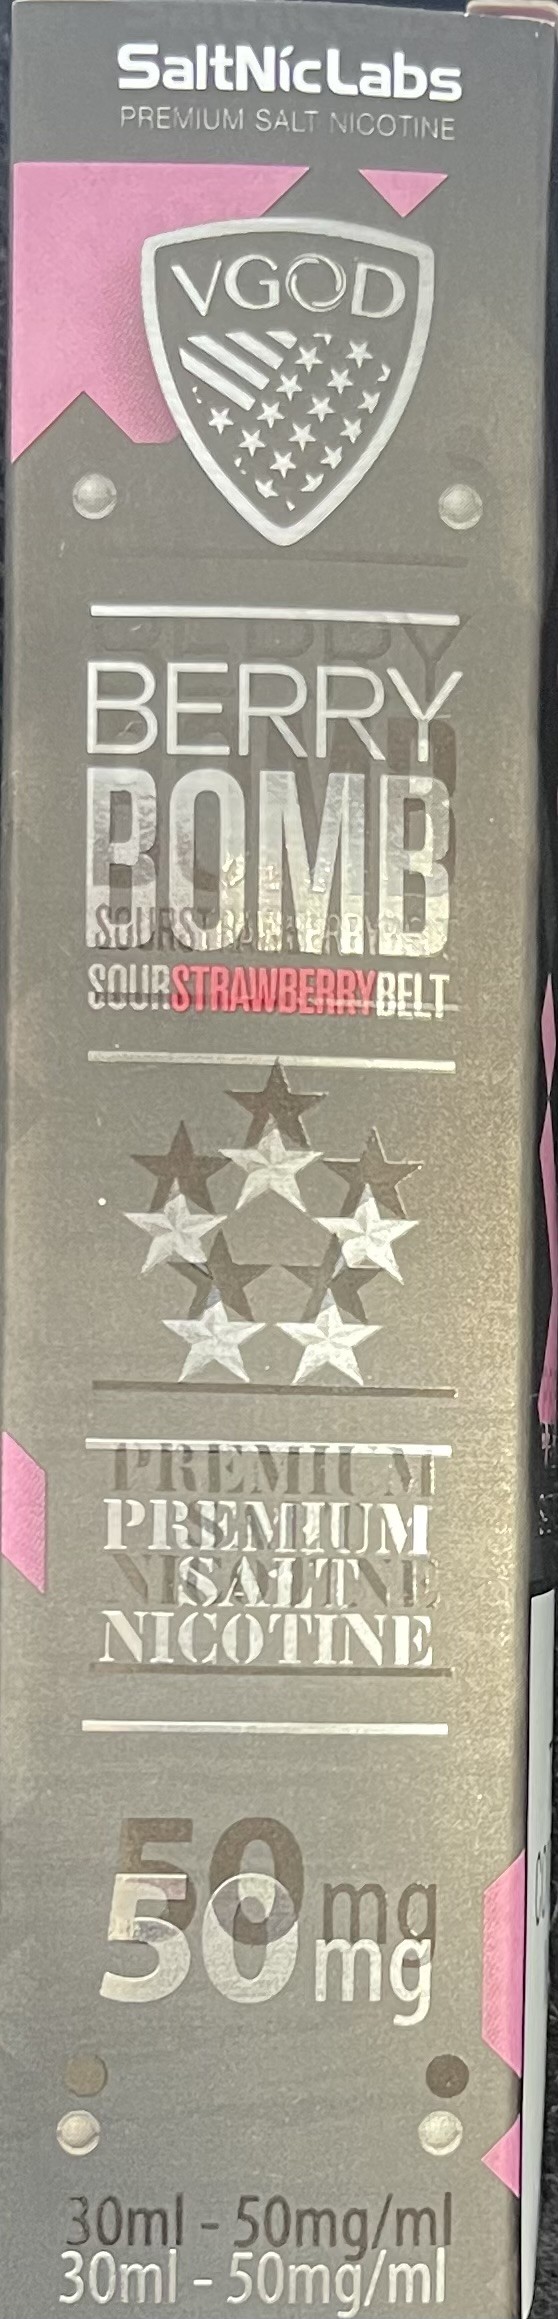 SaltNicLabs
PREMIUM SALT NICOTINE
VGOD
BERRY
BOMB
SOURSTRAWBERRYBELT
PREMIUM
SALT
NICOTINE
50mg
30ml - 50mg/ml